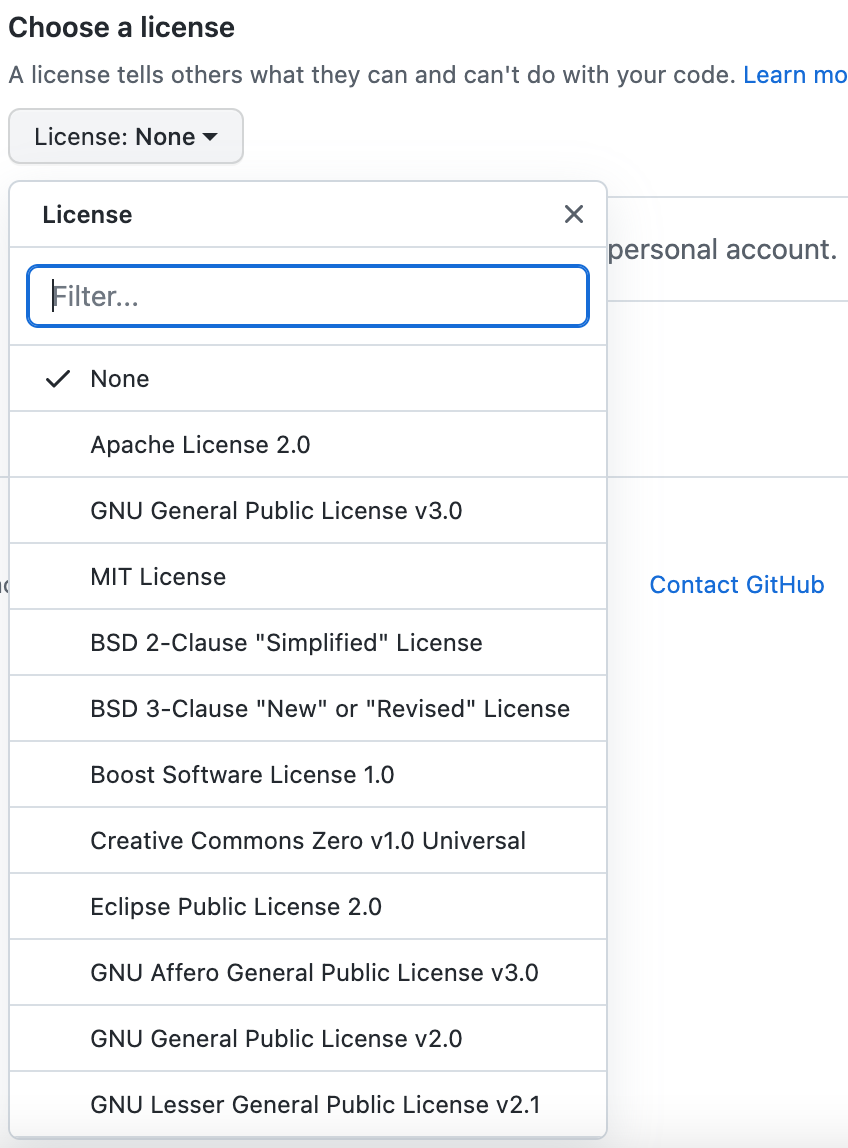 Choose a license
A license tells others what they can and can't do with your code. Learn mo
License: None
License
personal account.
Filter...
None
Apache License 2.0
GNU General Public License v3.0
MIT License
Contact GitHub
BSD 2-Clause "Simplified" License
BSD 3-Clause "New" or "Revised" License
Boost Software License 1.0
Creative Commons Zero v1.0 Universal
Eclipse Public License 2.0
GNU Affero General Public License v3.0
GNU General Public License v2.0
GNU Lesser General Public License v2.1